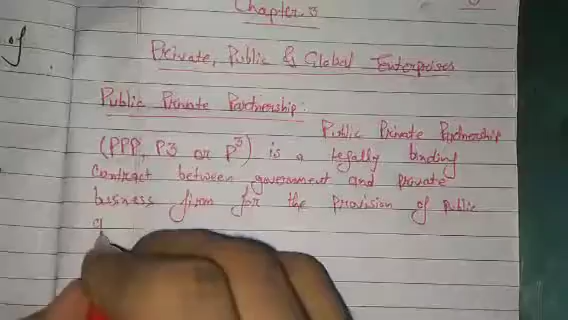 of
Chapter 3
Private, Public & Global Enterprises
Public Private Partnership:
Public Private Partnership
(PPP, P3 or P³) is a legally binding
contract between government and private
business firm for the provision of public